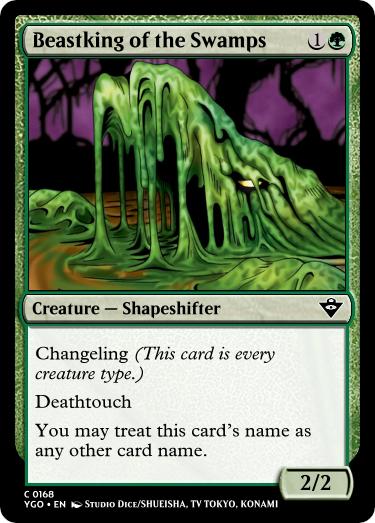 Beastking of the Swamps 1
Creature — Shapeshifter
Changeling (This card is every
creature type.)
Deathtouch
You may treat this card's name as
any other card name.
2/2
C 0168
YGO • EN STUDIO DICE/SHUEISHA, TV TOKYO, KONAMI